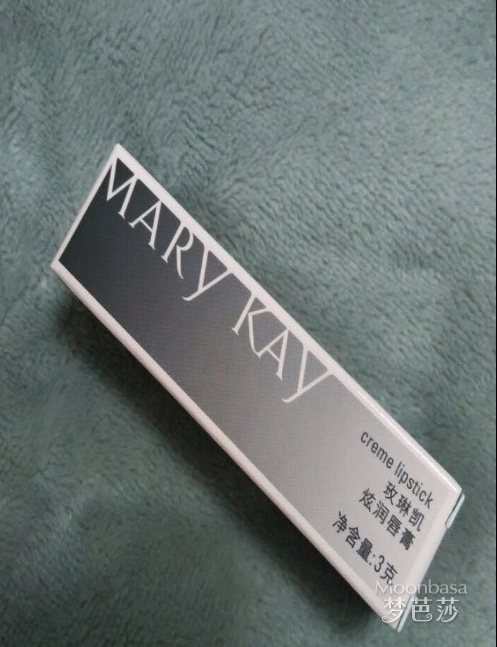 MARY KAY
creme lipstick
玫琳凯
炫润唇膏
净含量:3克
Moonbasa
梦芭莎